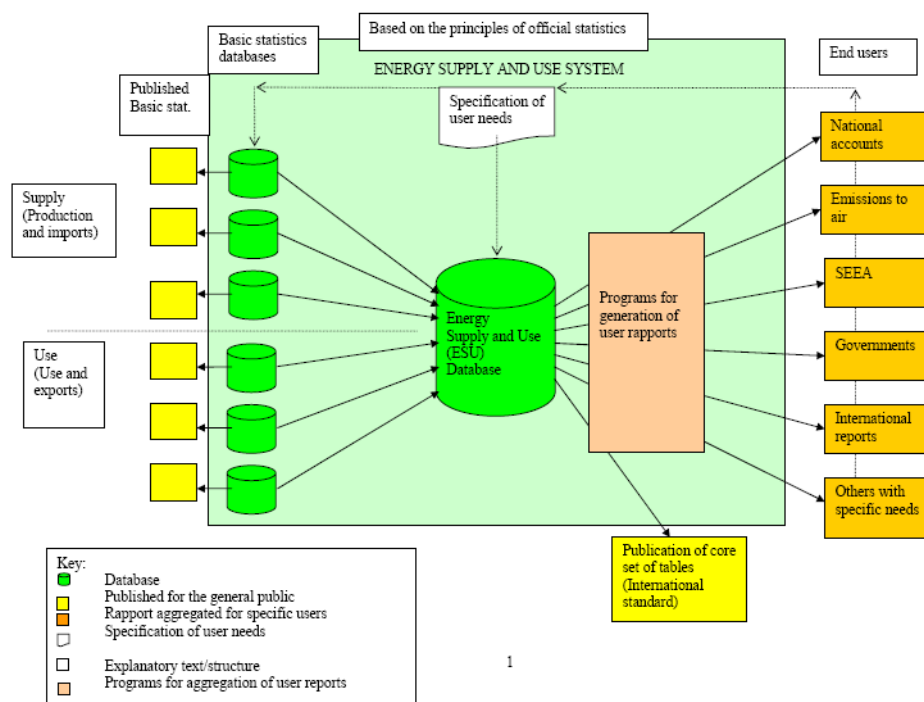 Based on the principles of official statistics
Basic statistics
databases
End users
ENERGY SUPPLY AND USE SYSTEM
Published
Basic stat.
Specification of
user needs
National
accounts
Supply
(Production
and imports)
Emissions to
air
SEEA
Programs for
generation of
user rapports
Energy
Supply and Use
(ESU)
Database
Use
(Use and
exports)
Governments
International
reports
Others with
specific needs
Publication of core
set of tables
(International
standard)
Key:
Database
Published for the general public
Rapport aggregated for specific users
Specification of user needs
Explanatory text/structure
Programs for aggregation of user reports
1